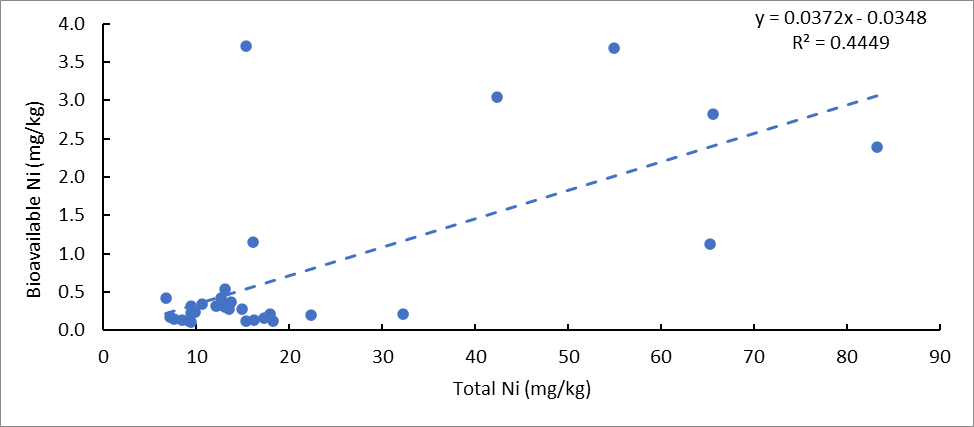 y = 0.0372x - 0.0348
R² = 0.4449
4.0
3.5
3.0
2.5
2.0
1.5
1.0
0.5
0.0
Bioavailable Ni (mg/kg)
0 10 20 30 40 50 60 70 80 90
Total Ni (mg/kg)